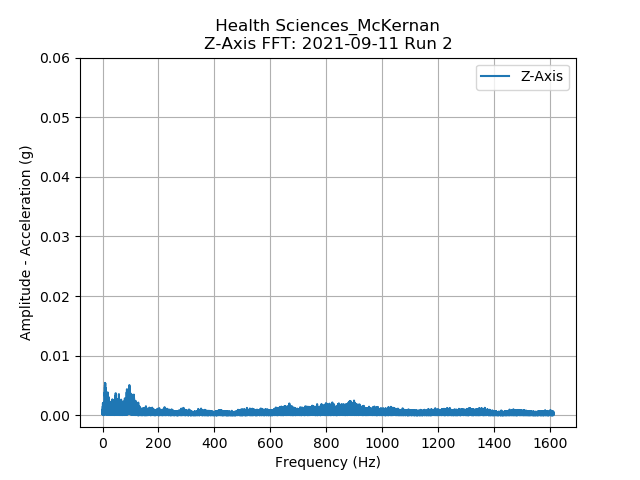 Health Sciences_McKernan
Z-Axis FFT: 2021-09-11 Run 2
Z-Axis
0.06
0.05
0.04
0.03
0.02
0.01
0.00
Amplitude - Acceleration (g)
0 200 400 600 800 1000 1200 1400 1600
Frequency (Hz)